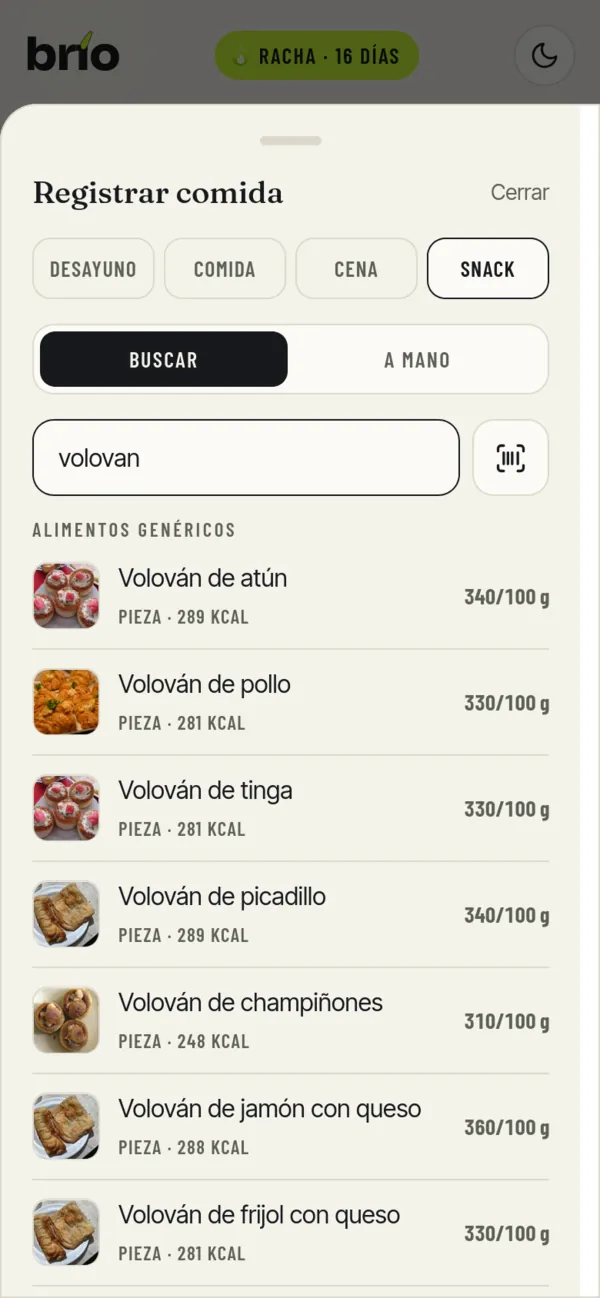 brío
RACHA · 16 DÍAS
Registrar comida
Cerrar
DESAYUNO
COMIDA
CENA
SNACK
BUSCAR
A MANO
volovan
ALIMENTOS GENÉRICOS
Volován de atún
PIEZA · 289 KCAL
340/100 g
Volován de pollo
PIEZA · 281 KCAL
330/100 g
Volován de tinga
PIEZA · 281 KCAL
330/100 g
Volován de picadillo
PIEZA · 289 KCAL
340/100 g
Volován de champiñones
PIEZA · 248 KCAL
310/100 g
Volován de jamón con queso
PIEZA · 288 KCAL
360/100 g
Volován de frijol con queso
PIEZA · 281 KCAL
330/100 g